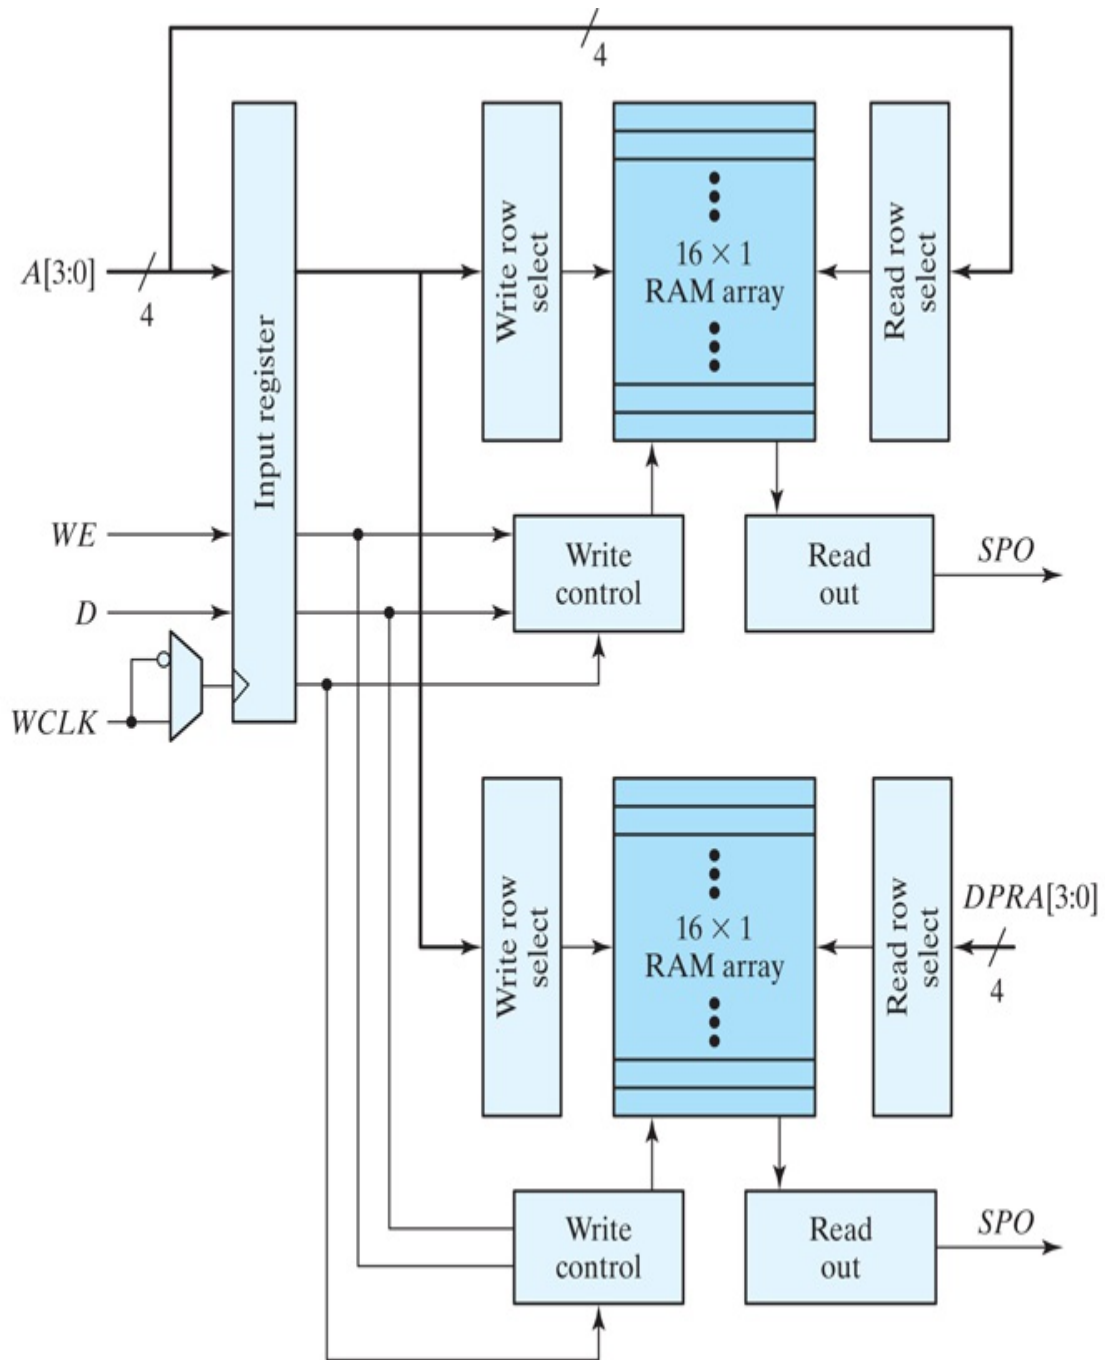 4
A[3:0]
4
Input register
Write row
select
16 × 1
RAM array
Read row
select
WE
D
WCLK
Write
control
Read
out
SPO
Write row
select
16 × 1
RAM array
Read row
select
DPRA[3:0]
4
Write
control
Read
out
SPO